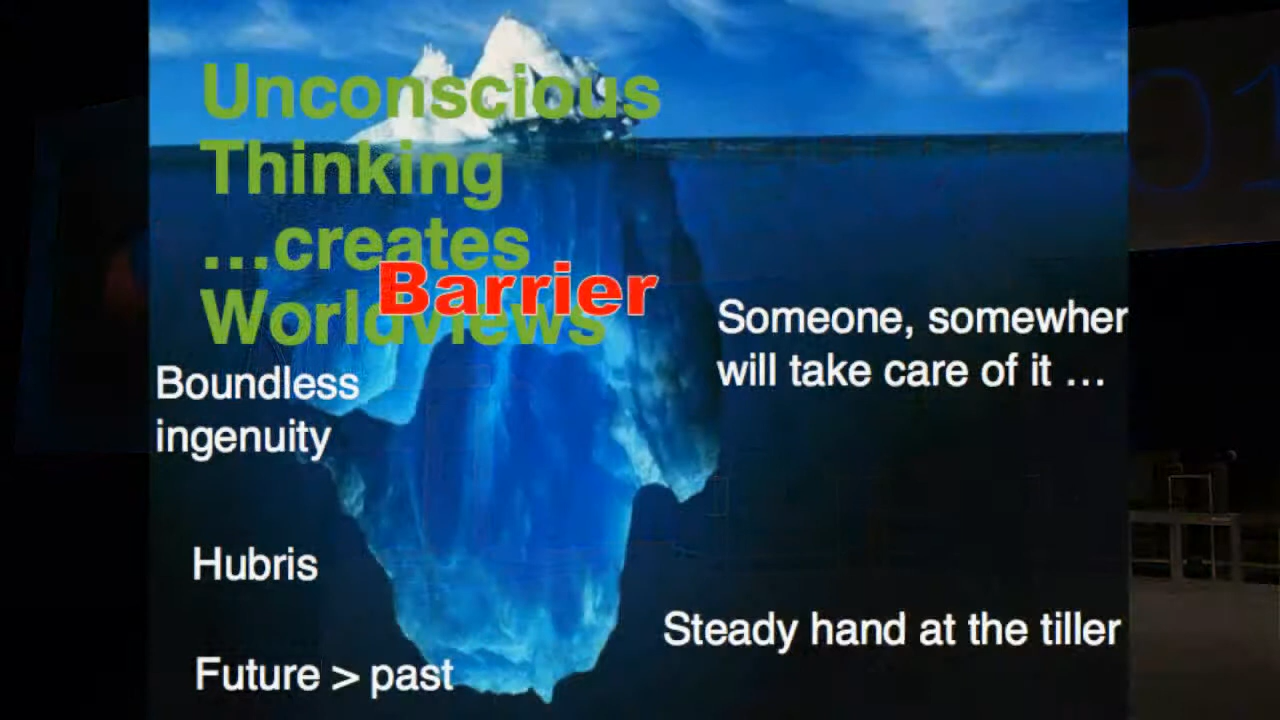 Unconscious
Thinking
...creates
Worldviews
Barrier
Someone, somewher
will take care of it ...
Boundless
ingenuity
Hubris
Steady hand at the tiller
Future > past
01